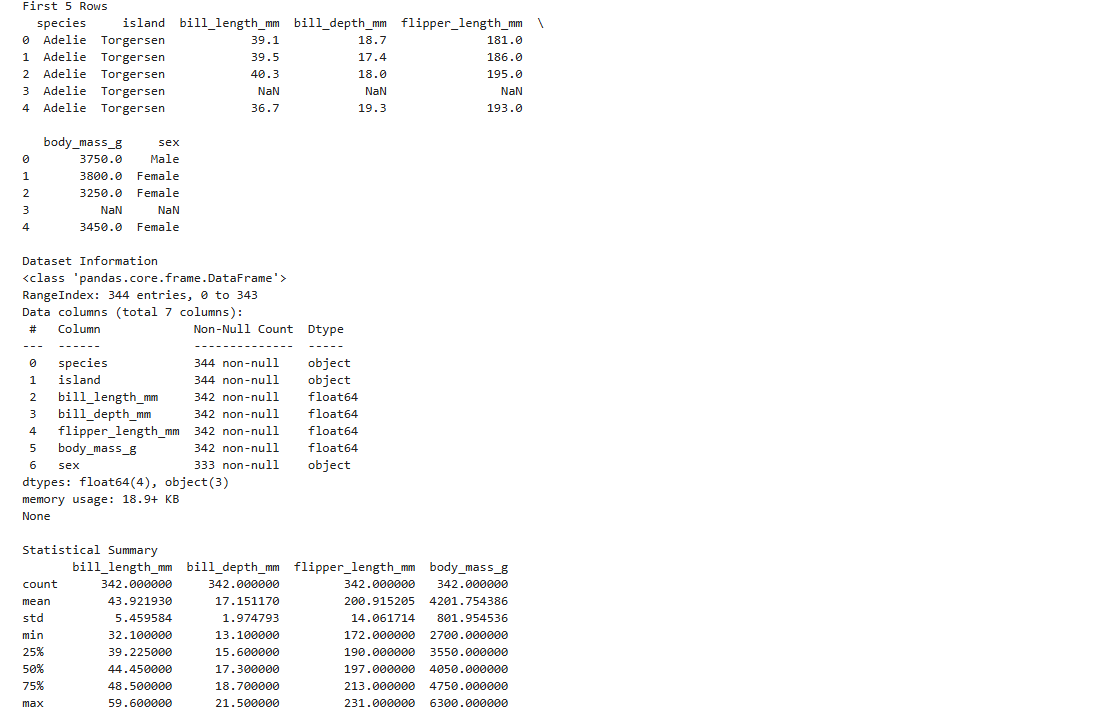 First 5 Rows
  species     island  bill_length_mm  bill_depth_mm  flipper_length_mm  \
0  Adelie  Torgersen            39.1           18.7              181.0
1  Adelie  Torgersen            39.5           17.4              186.0
2  Adelie  Torgersen            40.3           18.0              195.0
3  Adelie  Torgersen             NaN            NaN                NaN
4  Adelie  Torgersen            36.7           19.3              193.0
   body_mass_g     sex
0       3750.0    Male
1       3800.0  Female
2       3250.0  Female
3          NaN     NaN
4       3450.0  Female
Dataset Information
<class 'pandas.core.frame.DataFrame'>
RangeIndex: 344 entries, 0 to 343
Data columns (total 7 columns):
 #   Column             Non-Null Count  Dtype
---  ------             --------------  -----
 0   species            344 non-null    object
 1   island             344 non-null    object
 2   bill_length_mm     342 non-null    float64
 3   bill_depth_mm      342 non-null    float64
 4   flipper_length_mm  342 non-null    float64
 5   body_mass_g        342 non-null    float64
 6   sex                333 non-null    object
dtypes: float64(4), object(3)
memory usage: 18.9+ KB
None
Statistical Summary
       bill_length_mm  bill_depth_mm  flipper_length_mm  body_mass_g
count      342.000000     342.000000         342.000000   342.000000
mean        43.921930      17.151170         200.915205  4201.754386
std          5.459584       1.974793          14.061714   801.954536
min         32.100000      13.100000         172.000000  2700.000000
25%         39.225000      15.600000         190.000000  3550.000000
50%         44.450000      17.300000         197.000000  4050.000000
75%         48.500000      18.700000         213.000000  4750.000000
max         59.600000      21.500000         231.000000  6300.000000